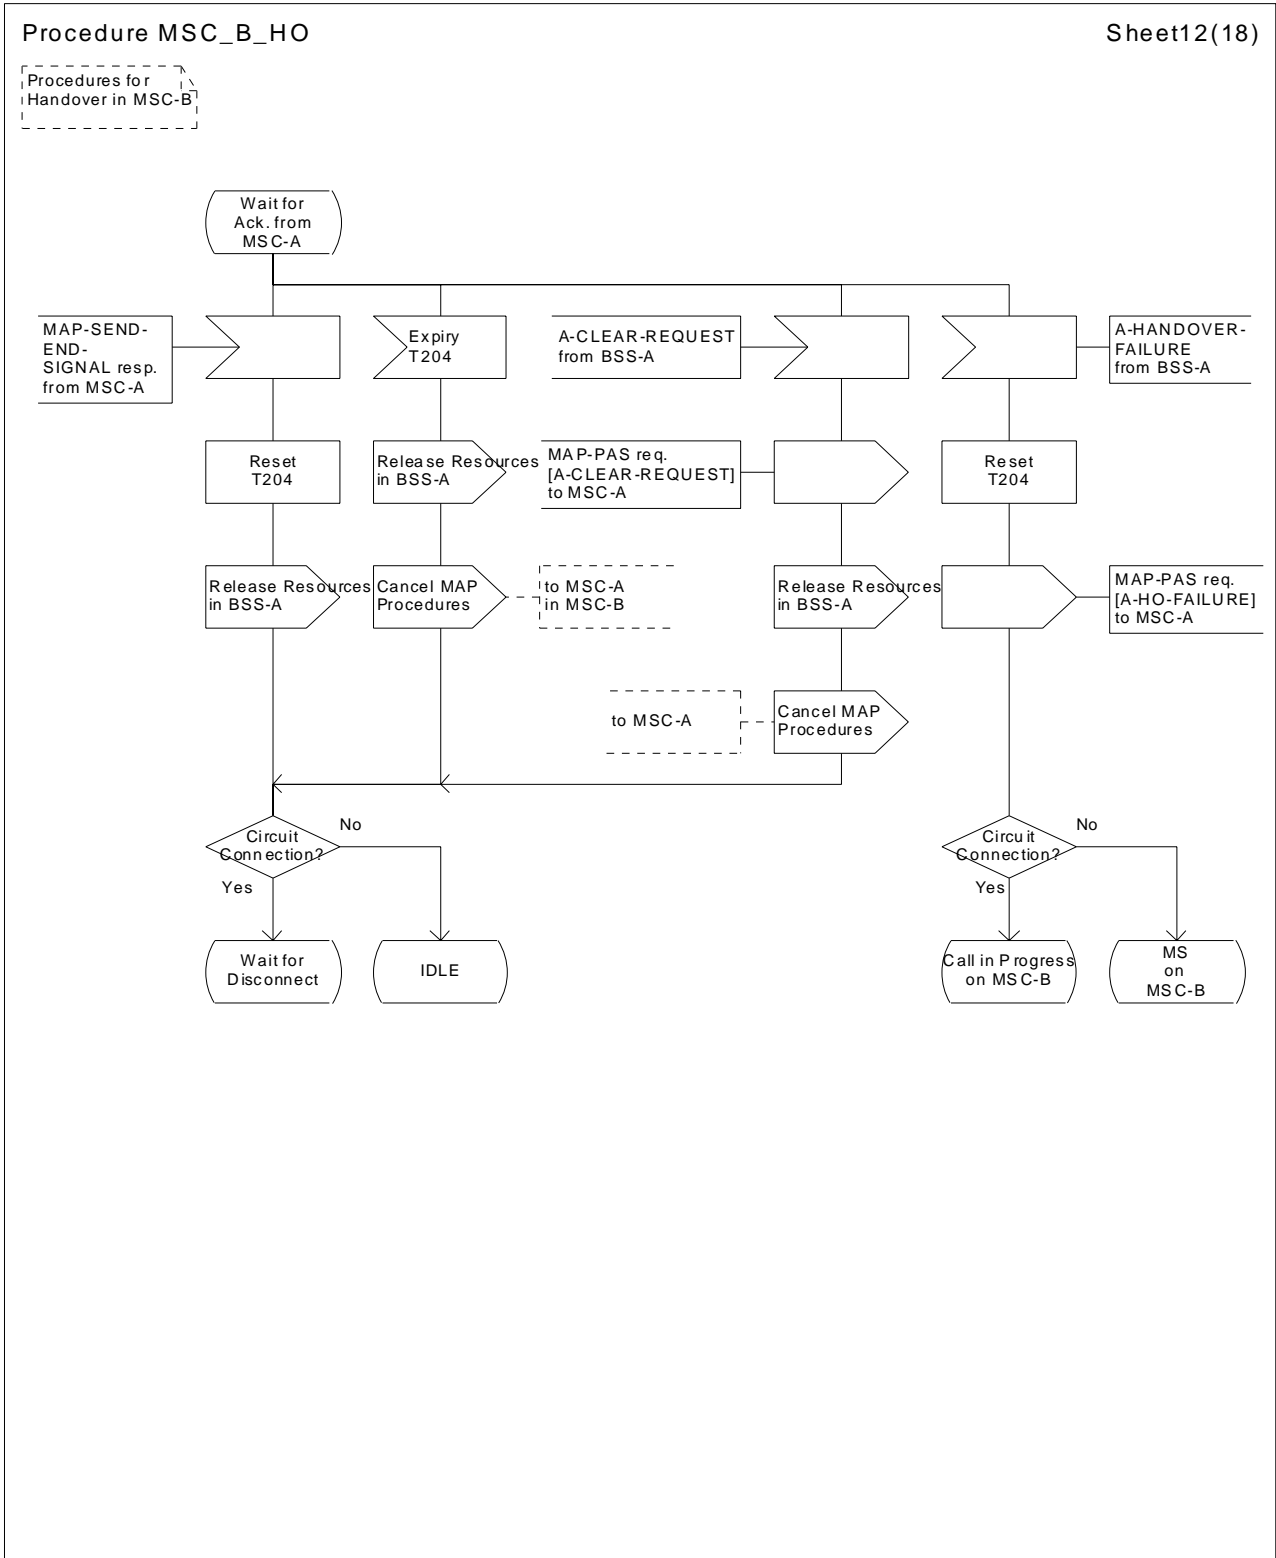 Procedure MSC_B_HO
Sheet12(18)
Procedures for
Handover in MSC-B
Wait for
Ack. from
MSC-A
MAP-SEND-
END-
SIGNAL resp.
from MSC-A
Expiry
T204
A-CLEAR-REQUEST
from BSS-A
A-HANDOVER-
FAILURE
from BSS-A
Reset
T204
Release Resources
in BSS-A
MAP-PAS req.
[A-CLEAR-REQUEST]
to MSC-A
Reset
T204
Release Resources
in BSS-A
Cancel MAP
Procedures
to MSC-A
in MSC-B
Release Resources
in BSS-A
MAP-PAS req.
[A-HO-FAILURE]
to MSC-A
to MSC-A
Cancel MAP
Procedures
Circuit
Connection?
No
Yes
Circuit
Connection?
No
Yes
Wait for
Disconnect
IDLE
Call in Progress
on MSC-B
MS
on
MSC-B